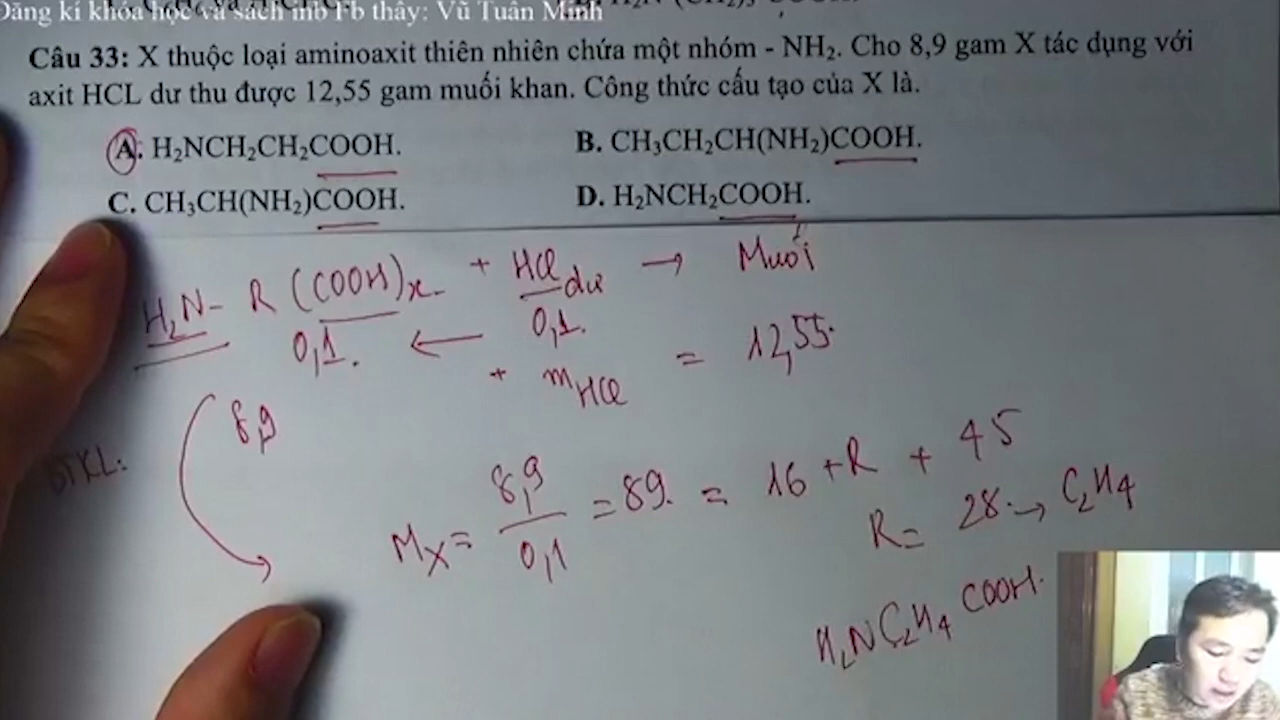 Đăng kí khóa học và sách inb Fb thầy: Vũ Tuấn Minh
Câu 33: X thuộc loại aminoaxit thiên nhiên chứa một nhóm - NH₂. Cho 8,9 gam X tác dụng với
axit HCL dư thu được 12,55 gam muối khan. Công thức cấu tạo của X là.
A. H₂NCH₂CH₂COOH. B. CH₃CH₂CH(NH₂)COOH.
C. CH₃CH(NH₂)COOH. D. H₂NCH₂COOH.
H₂N- R (COOH)ₓ + HCl dư → Muối
0,1. ← 0,1.
8,9 + mHCl = 12,55.
BTKL:
Mₓ = 8,9/0,1 = 89. = 16 + R + 45
R = 28. → C₂H₄
H₂NC₂H₄COOH.